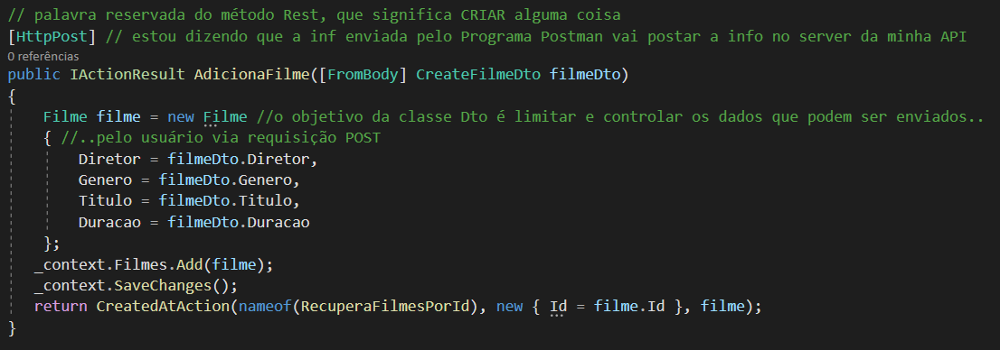 // palavra reservada do método Rest, que significa CRIAR alguma coisa
[HttpPost] // estou dizendo que a inf enviada pelo Programa Postman vai postar a info no server da minha API
0 referências
public IActionResult AdicionaFilme([FromBody] CreateFilmeDto filmeDto)
{
    Filme filme = new Filme //o objetivo da classe Dto é limitar e controlar os dados que podem ser enviados..
    { //..pelo usuário via requisição POST
        Diretor = filmeDto.Diretor,
        Genero = filmeDto.Genero,
        Titulo = filmeDto.Titulo,
        Duracao = filmeDto.Duracao
    };
   _context.Filmes.Add(filme);
   _context.SaveChanges();
   return CreatedAtAction(nameof(RecuperaFilmesPorId), new { Id = filme.Id }, filme);
}